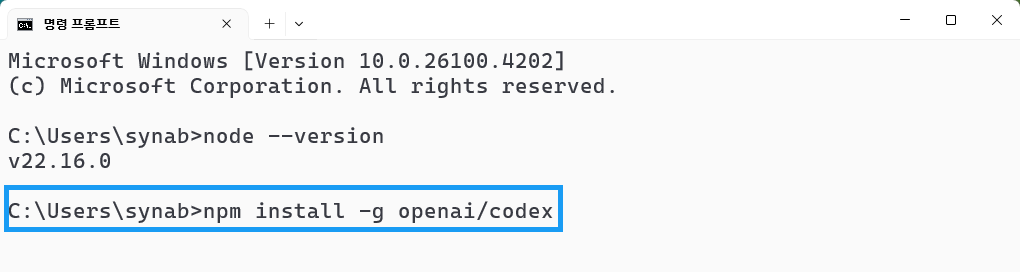 명령 프롬프트
Microsoft Windows [Version 10.0.26100.4202]
(c) Microsoft Corporation. All rights reserved.
C:\Users\synab>node --version
v22.16.0
C:\Users\synab>npm install -g openai/codex